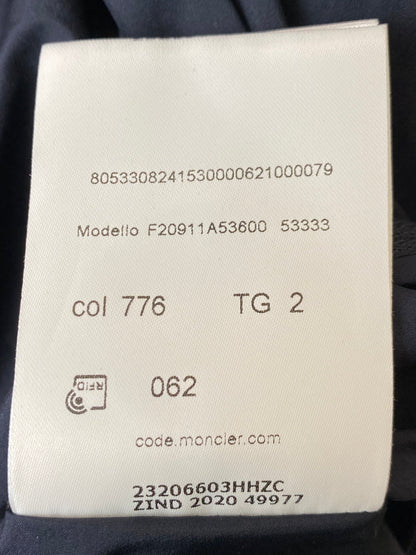 8053308241530000621000079
Modello F20911A53600 53333
col 776 TG 2
RFID 062
code.moncler.com
23206603HHZC
ZIND 2020 49977